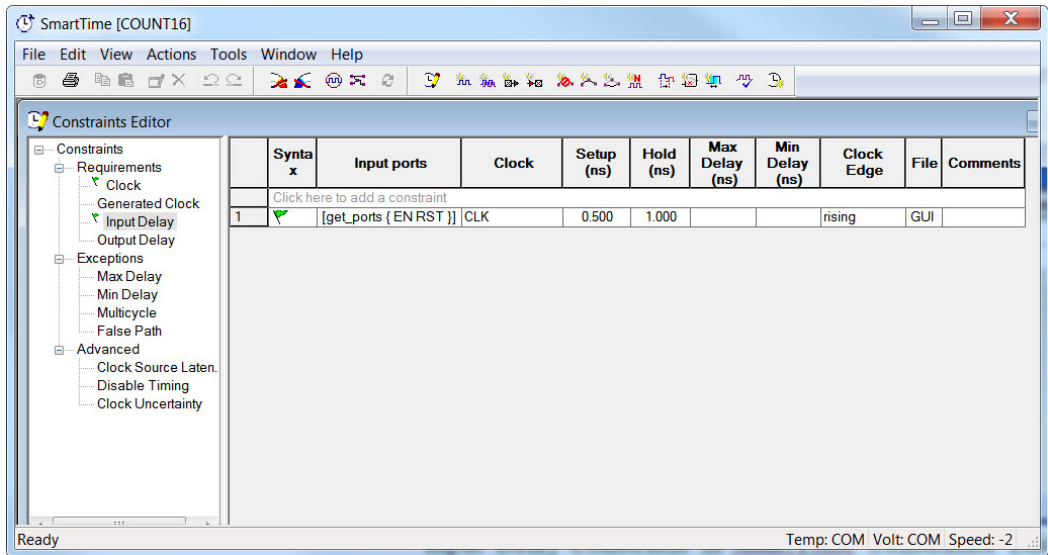 SmartTime [COUNT16]
File Edit View Actions Tools Window Help
Constraints Editor
Constraints
Requirements
Clock
Generated Clock
Input Delay
Output Delay
Exceptions
Max Delay
Min Delay
Multicycle
False Path
Advanced
Clock Source Laten.
Disable Timing
Clock Uncertainty
Synta
x
Input ports
Clock
Setup
(ns)
Hold
(ns)
Max
Delay
(ns)
Min
Delay
(ns)
Clock
Edge
File
Comments
Click here to add a constraint
1 [get_ports { EN RST }] CLK 0.500 1.000 rising GUI
Ready
Temp: COM Volt: COM Speed: -2